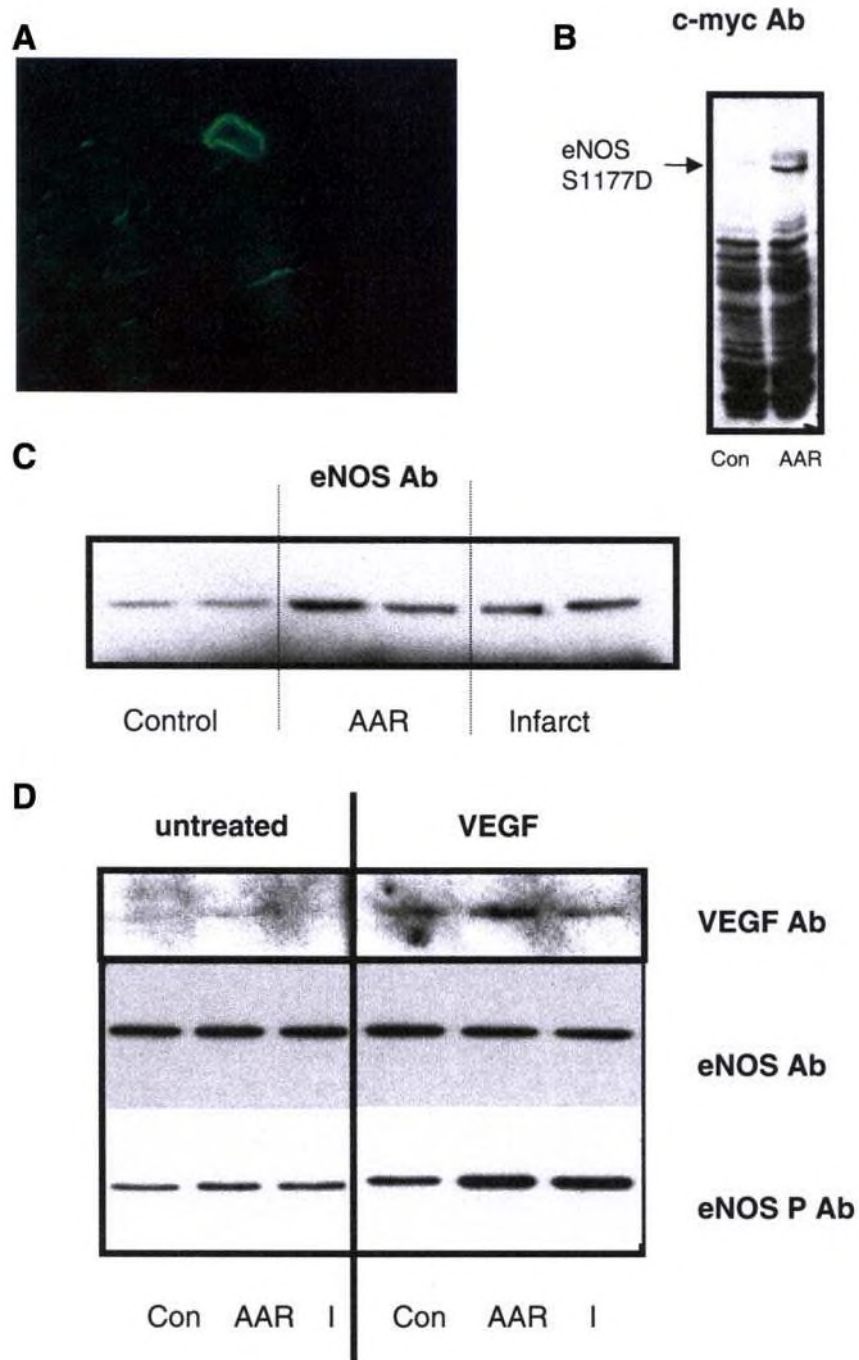 A
B
c-myc Ab
eNOS
S1177D
Con AAR
C
eNOS Ab
Control AAR Infarct
D
untreated VEGF
VEGF Ab
eNOS Ab
eNOS P Ab
Con AAR I Con AAR I